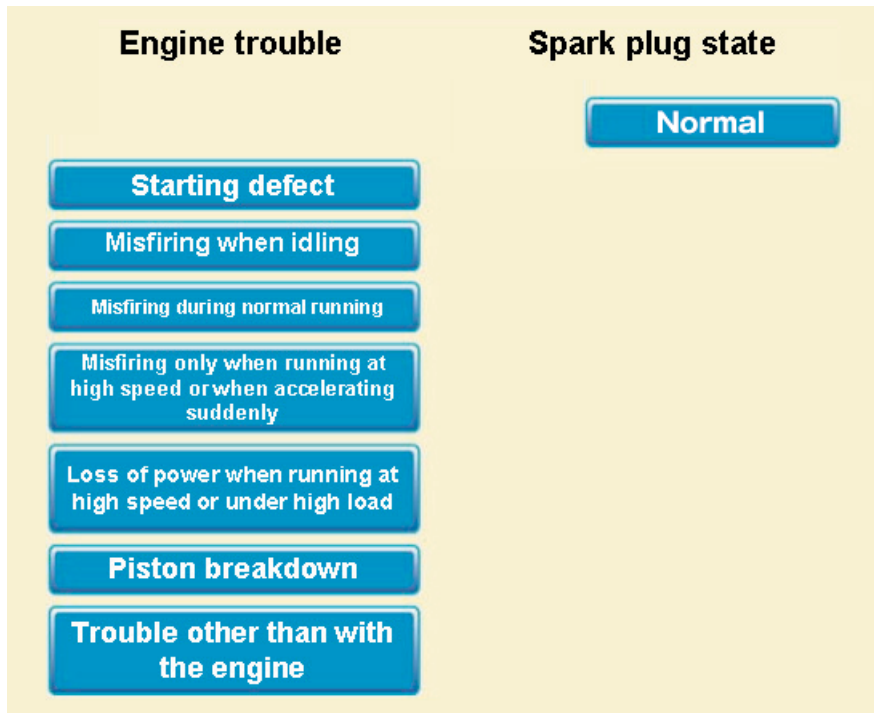 Engine trouble
Spark plug state
Normal
Starting defect
Misfiring when idling
Misfiring during normal running
Misfiring only when running at
high speed or when accelerating
suddenly
Loss of power when running at
high speed or under high load
Piston breakdown
Trouble other than with
the engine